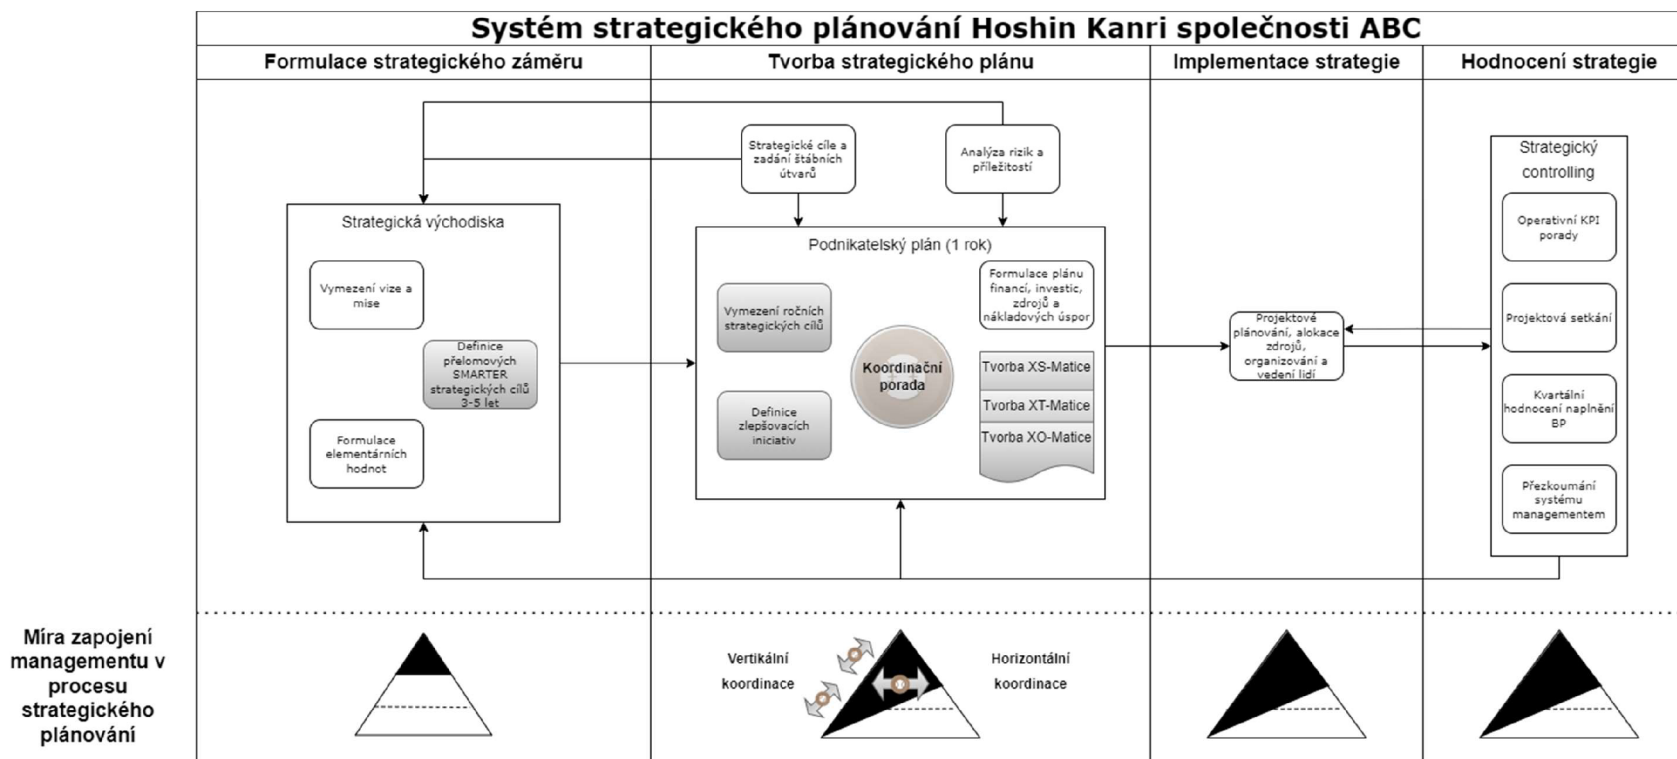 Systém strategického plánování Hoshin Kanri společnosti ABC
Formulace strategického záměru
Tvorba strategického plánu
Implementace strategie
Hodnocení strategie
Strategické cíle a
zadání štábních
útvarů
Analýza rizik a
příležitostí
Strategická východiska
Vymezení vize a
mise
Definice
přelomových
SMARTER
strategických cílů
3-5 let
Formulace
elementárních
hodnot
Podnikatelský plán (1 rok)
Vymezení ročních
strategických cílů
Definice
zlepšovacích
iniciativ
Koordinační
porada
Formulace plánu
financí, investic,
zdrojů a
nákladových úspor
Tvorba XS-Matice
Tvorba XT-Matice
Tvorba XO-Matice
Projektové
plánování, alokace
zdrojů,
organizování a
vedení lidí
Strategický
controlling
Operativní KPI
porady
Projektová setkání
Kvartální
hodnocení naplnění
BP
Přezkoumání
systému
managementem
Míra zapojení
managementu v
procesu
strategického
plánování
Vertikální
koordinace
Horizontální
koordinace